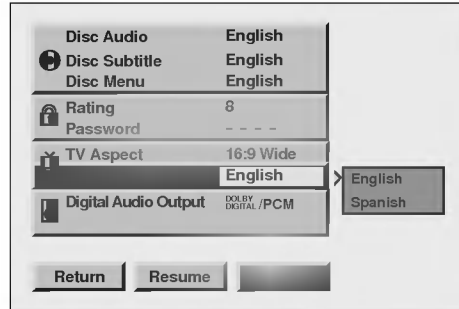 Disc Audio English
Disc Subtitle English
Disc Menu English
Rating 8
Password - - - -
TV Aspect 16:9 Wide
English
English
Spanish
Digital Audio Output DOLBY DIGITAL /PCM
Return Resume